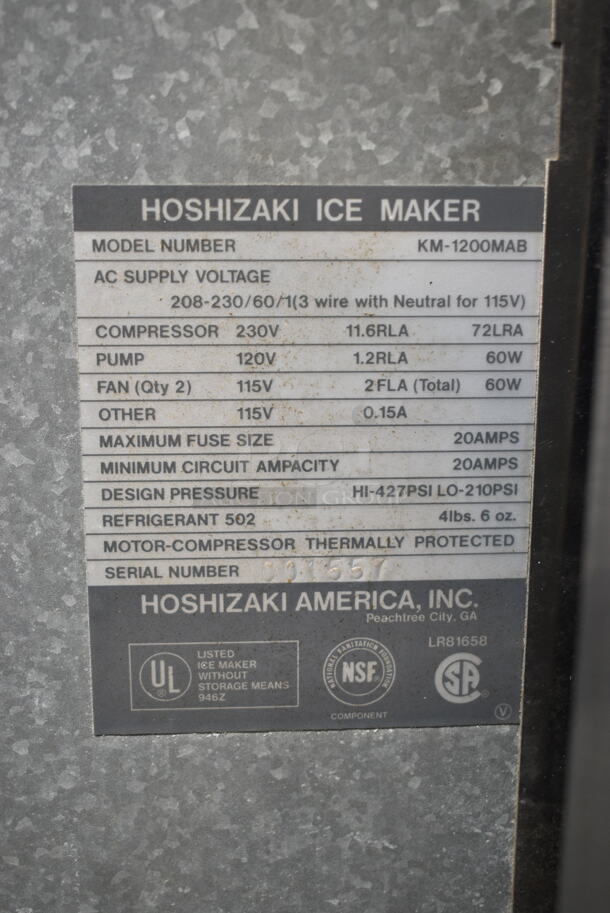 HOSHIZAKI ICE MAKER
MODEL NUMBER KM-1200MAB
AC SUPPLY VOLTAGE
208-230/60/1(3 wire with Neutral for 115V)
COMPRESSOR 230V 11.6RLA 72LRA
PUMP 120V 1.2RLA 60W
FAN (Qty 2) 115V 2FLA (Total) 60W
OTHER 115V 0.15A
MAXIMUM FUSE SIZE 20AMPS
MINIMUM CIRCUIT AMPACITY 20AMPS
DESIGN PRESSURE HI-427PSI LO-210PSI
REFRIGERANT 502 4lbs. 6 oz.
MOTOR-COMPRESSOR THERMALLY PROTECTED
SERIAL NUMBER
HOSHIZAKI AMERICA, INC.
Peachtree City, GA
UL
LISTED
ICE MAKER
WITHOUT
STORAGE MEANS
946Z
NATIONAL SANITATION FOUNDATION
NSF
COMPONENT
LR81658
SA
V